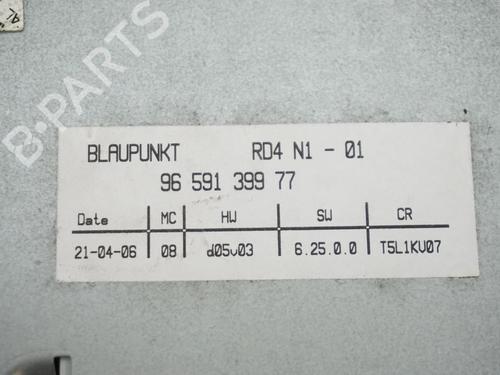 B-PARTS
BLAUPUNKT RD4 N1 - 01
96 591 399 77
Date MC HW SW CR
21-04-06 08 d05v03 6.25.0.0 T5L1KV07